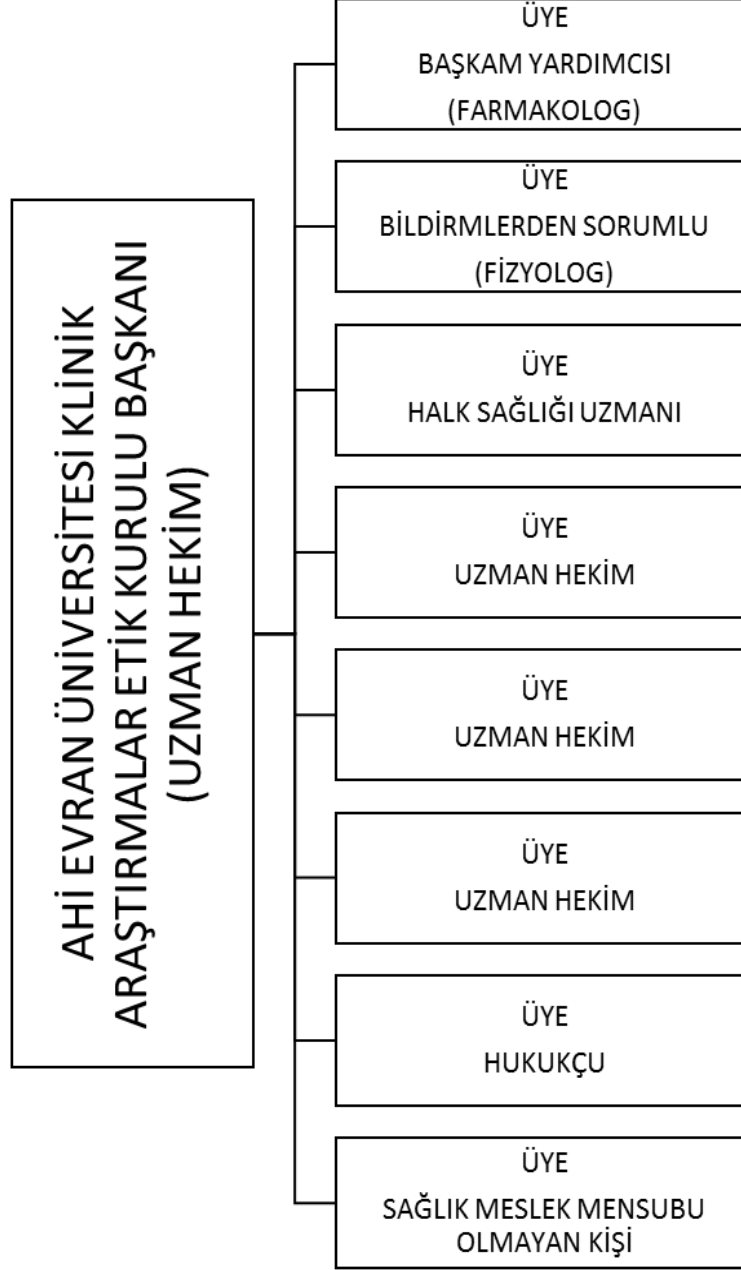 AHİ EVRAN ÜNİVERSİTESİ KLİNİK
ARAŞTIRMALAR ETİK KURULU BAŞKANI
(UZMAN HEKİM)
ÜYE
BAŞKAM YARDIMCISI
(FARMAKOLOG)
ÜYE
BİLDİRMLERDEN SORUMLU
(FİZYOLOG)
ÜYE
HALK SAĞLIĞI UZMANI
ÜYE
UZMAN HEKİM
ÜYE
UZMAN HEKİM
ÜYE
UZMAN HEKİM
ÜYE
HUKUKÇU
ÜYE
SAĞLIK MESLEK MENSUBU
OLMAYAN KİŞİ